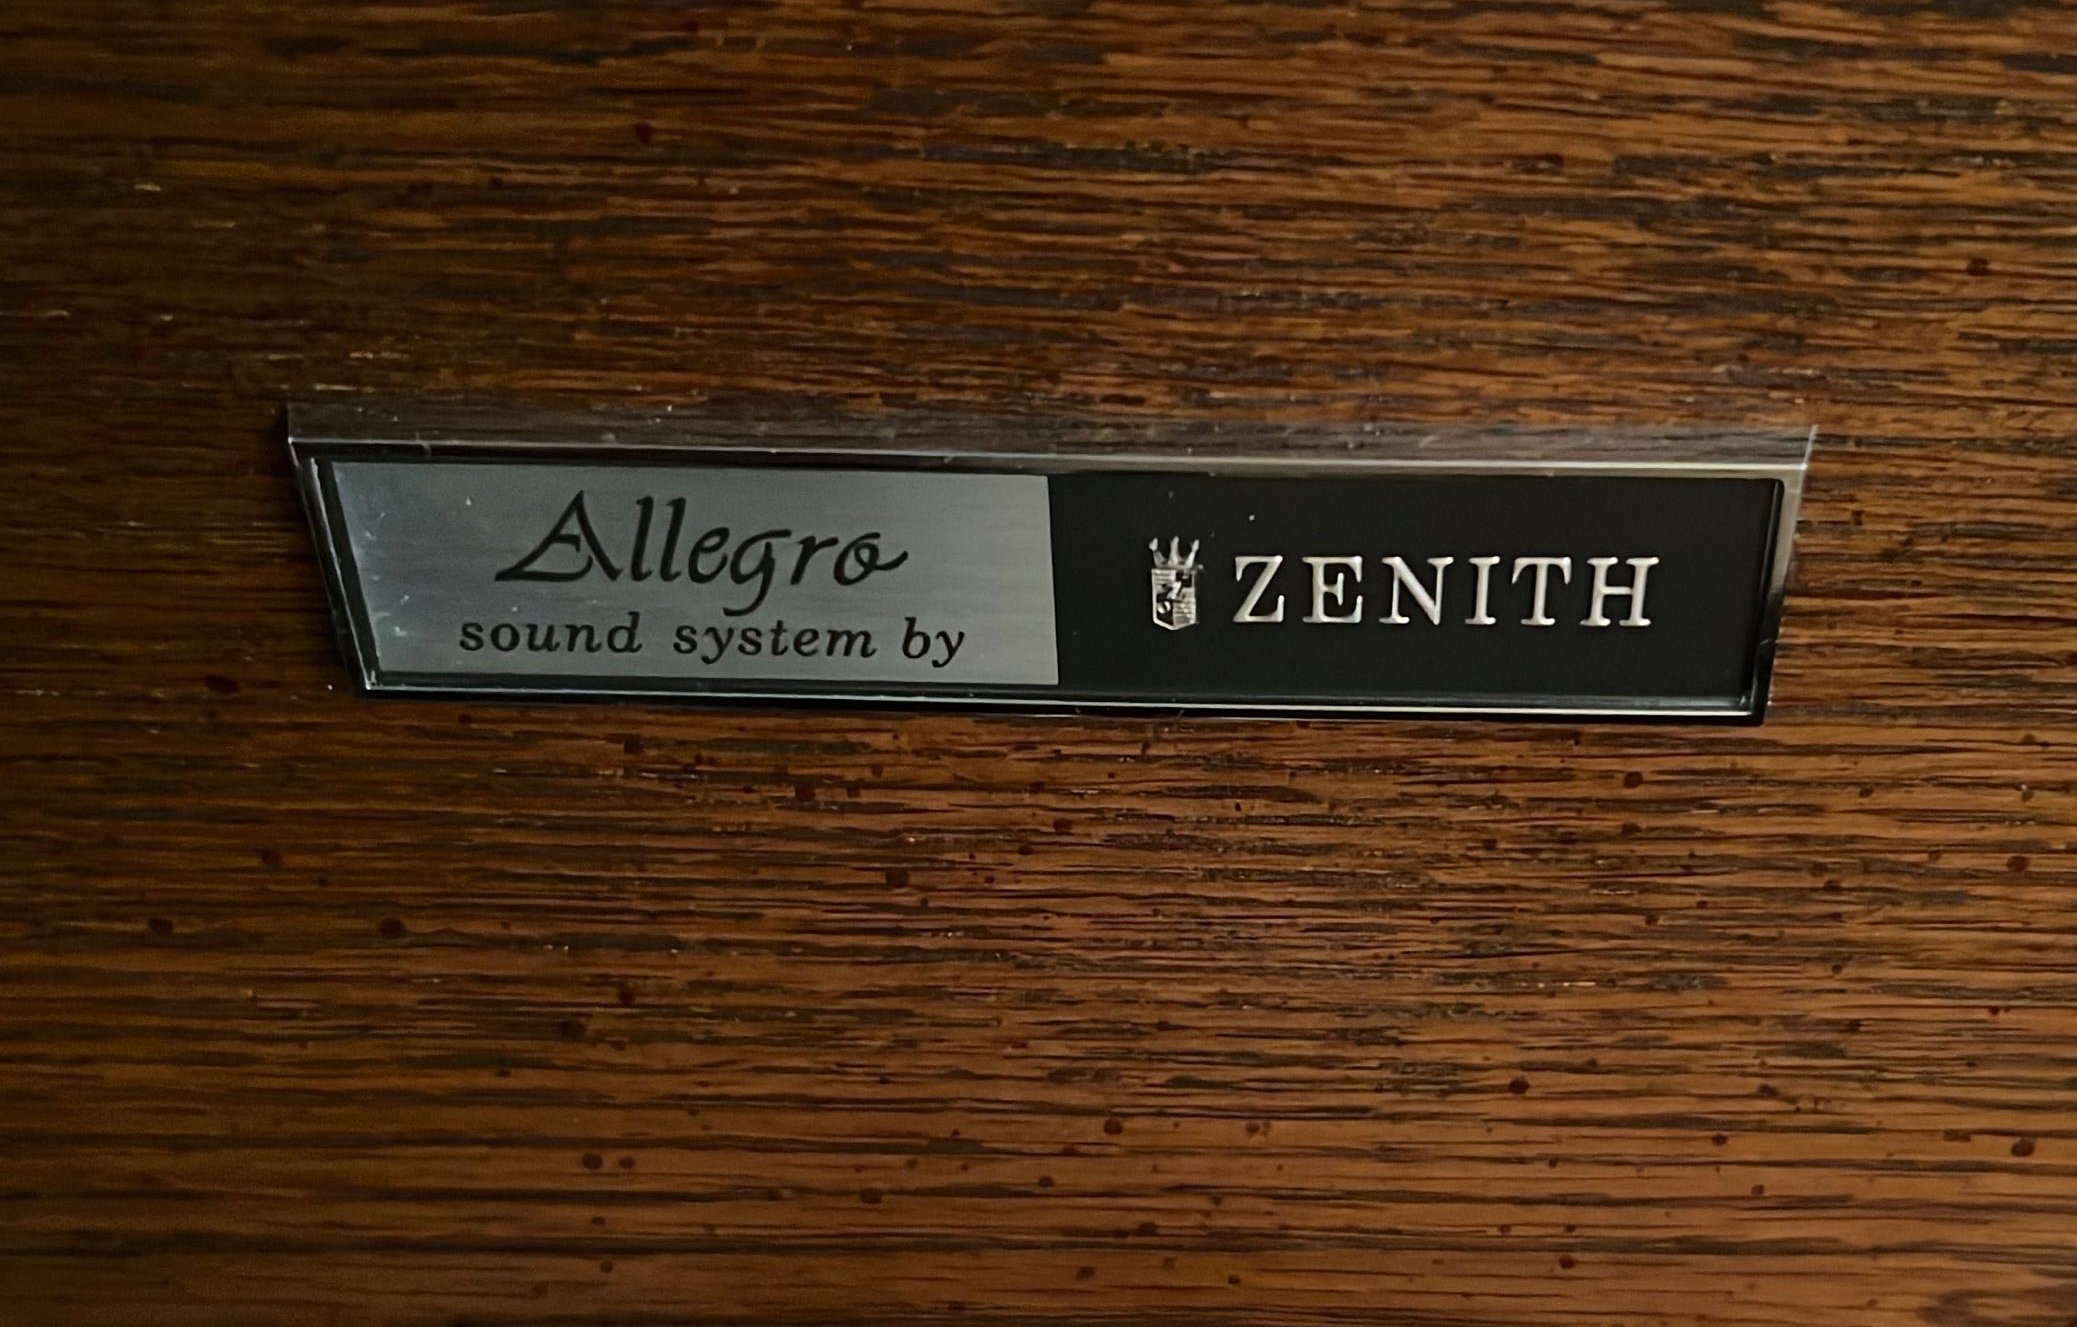 Allegro
sound system by
ZENITH